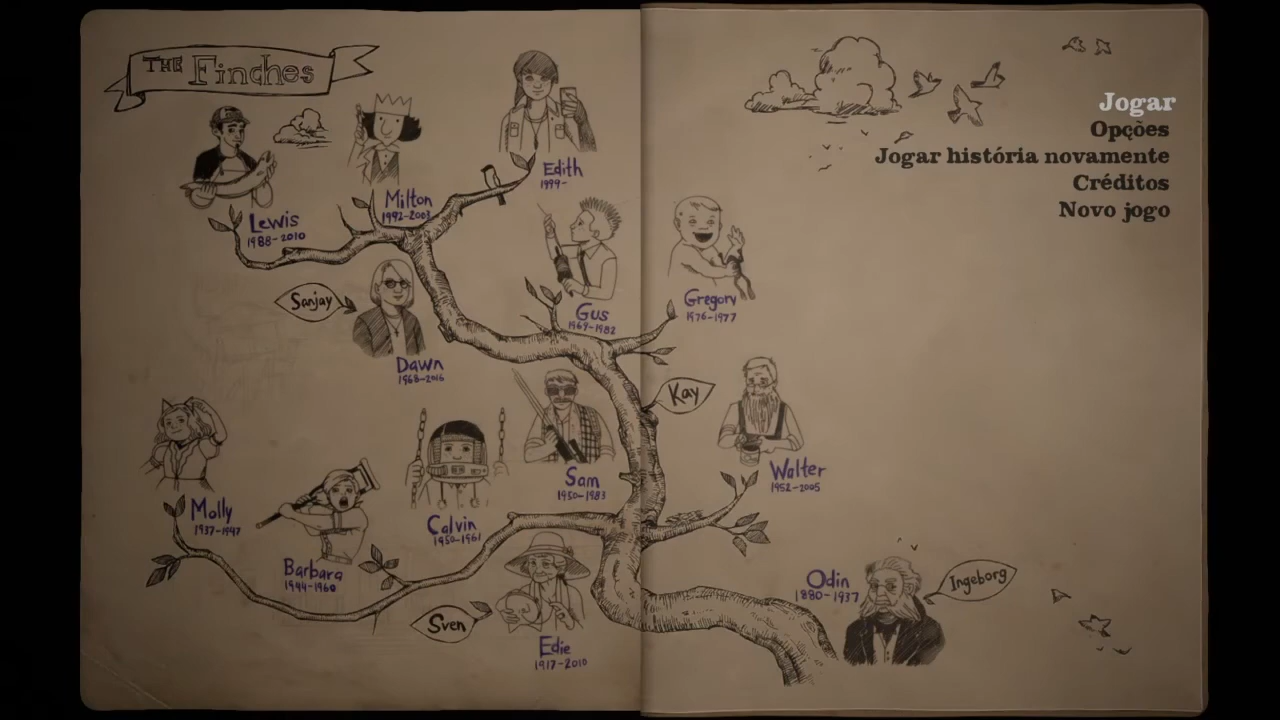 THE Finches
Jogar
Opções
Jogar história novamente
Créditos
Novo jogo
Edith
1999-
Milton
1992-2003
Lewis
1988-2010
Gus
1969-1982
Gregory
1976-1977
Sanjay
Dawn
1968-2016
Kay
Walter
1952-2005
Sam
1950-1983
Calvin
1950-1961
Molly
1937-1947
Barbara
1944-1960
Sven
Edie
1917-2010
Odin
1880-1937
Ingeborg